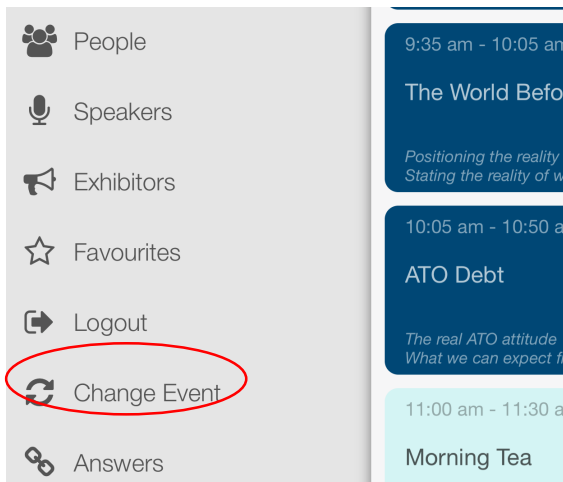 People
Speakers
Exhibitors
Favourites
Logout
Change Event
Answers
9:35 am - 10:05 am
The World Befo
Positioning the reality
Stating the reality of w
10:05 am - 10:50 a
ATO Debt
The real ATO attitude
What we can expect f
11:00 am - 11:30 a
Morning Tea